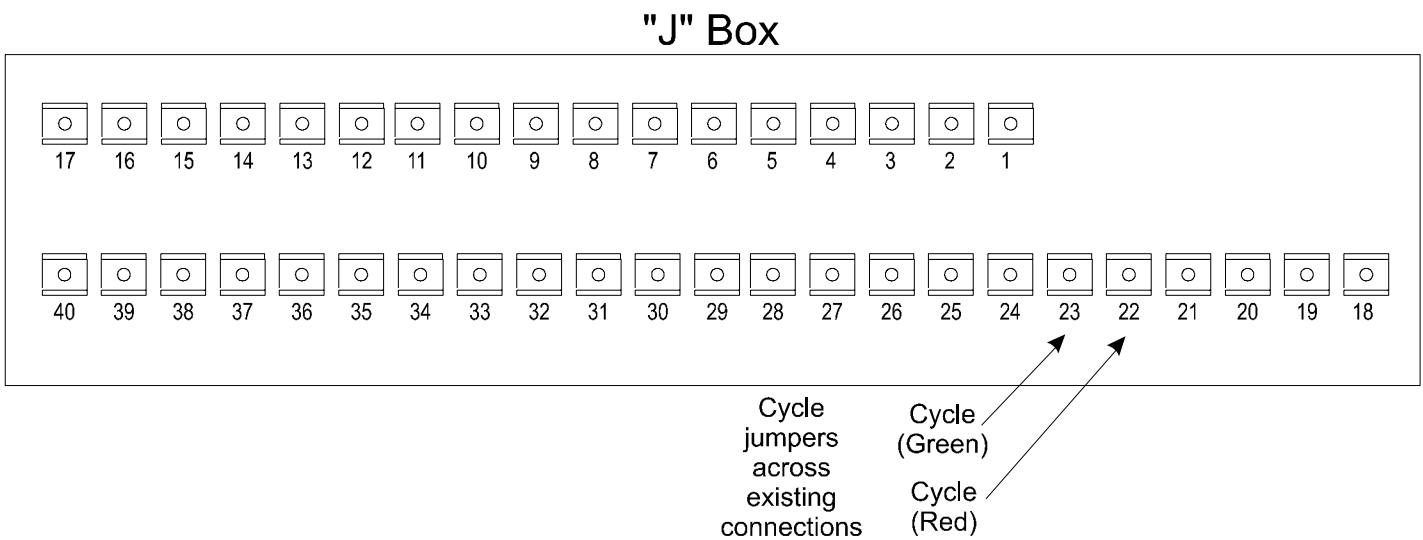 "J" Box
17 16 15 14 13 12 11 10 9 8 7 6 5 4 3 2 1
40 39 38 37 36 35 34 33 32 31 30 29 28 27 26 25 24 23 22 21 20 19 18
Cycle
jumpers
across
existing
connections
Cycle
(Green)
Cycle
(Red)